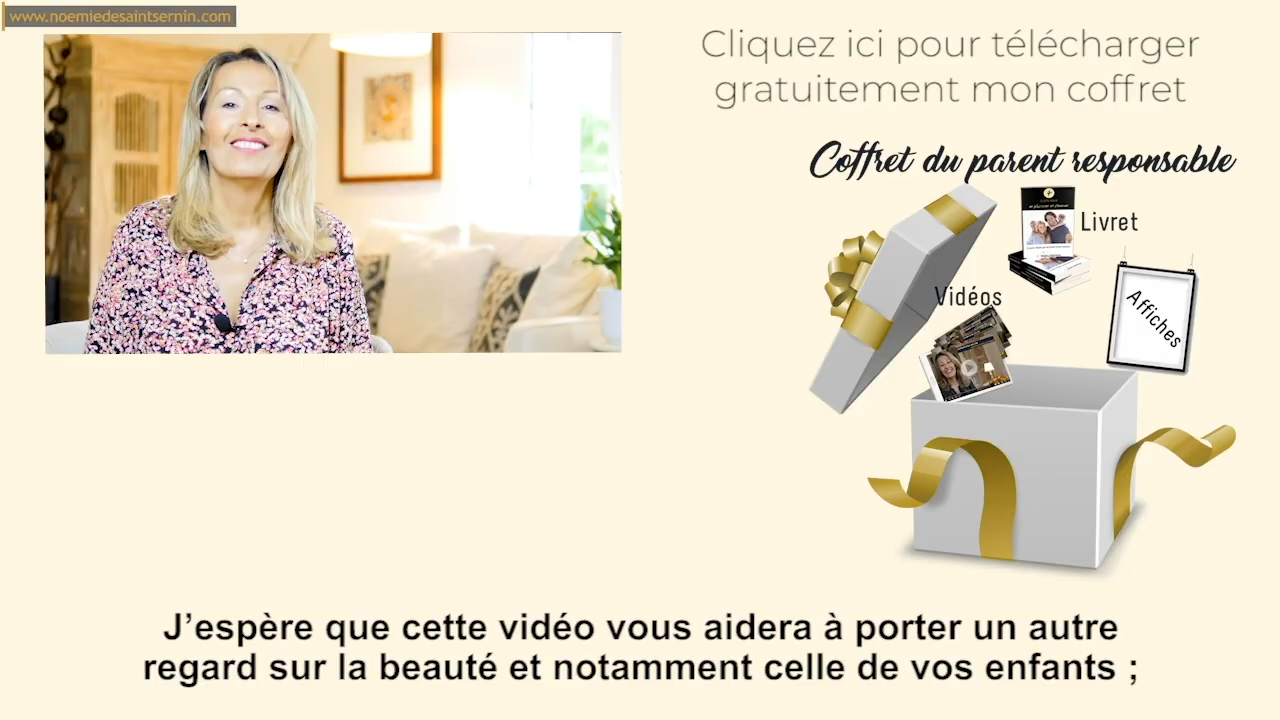 www.noemiedesaintsernin.com
Cliquez ici pour télécharger
gratuitement mon coffret
Coffret du parent responsable
Livret
Vidéos
Affiches
J’espère que cette vidéo vous aidera à porter un autre
regard sur la beauté et notamment celle de vos enfants ;